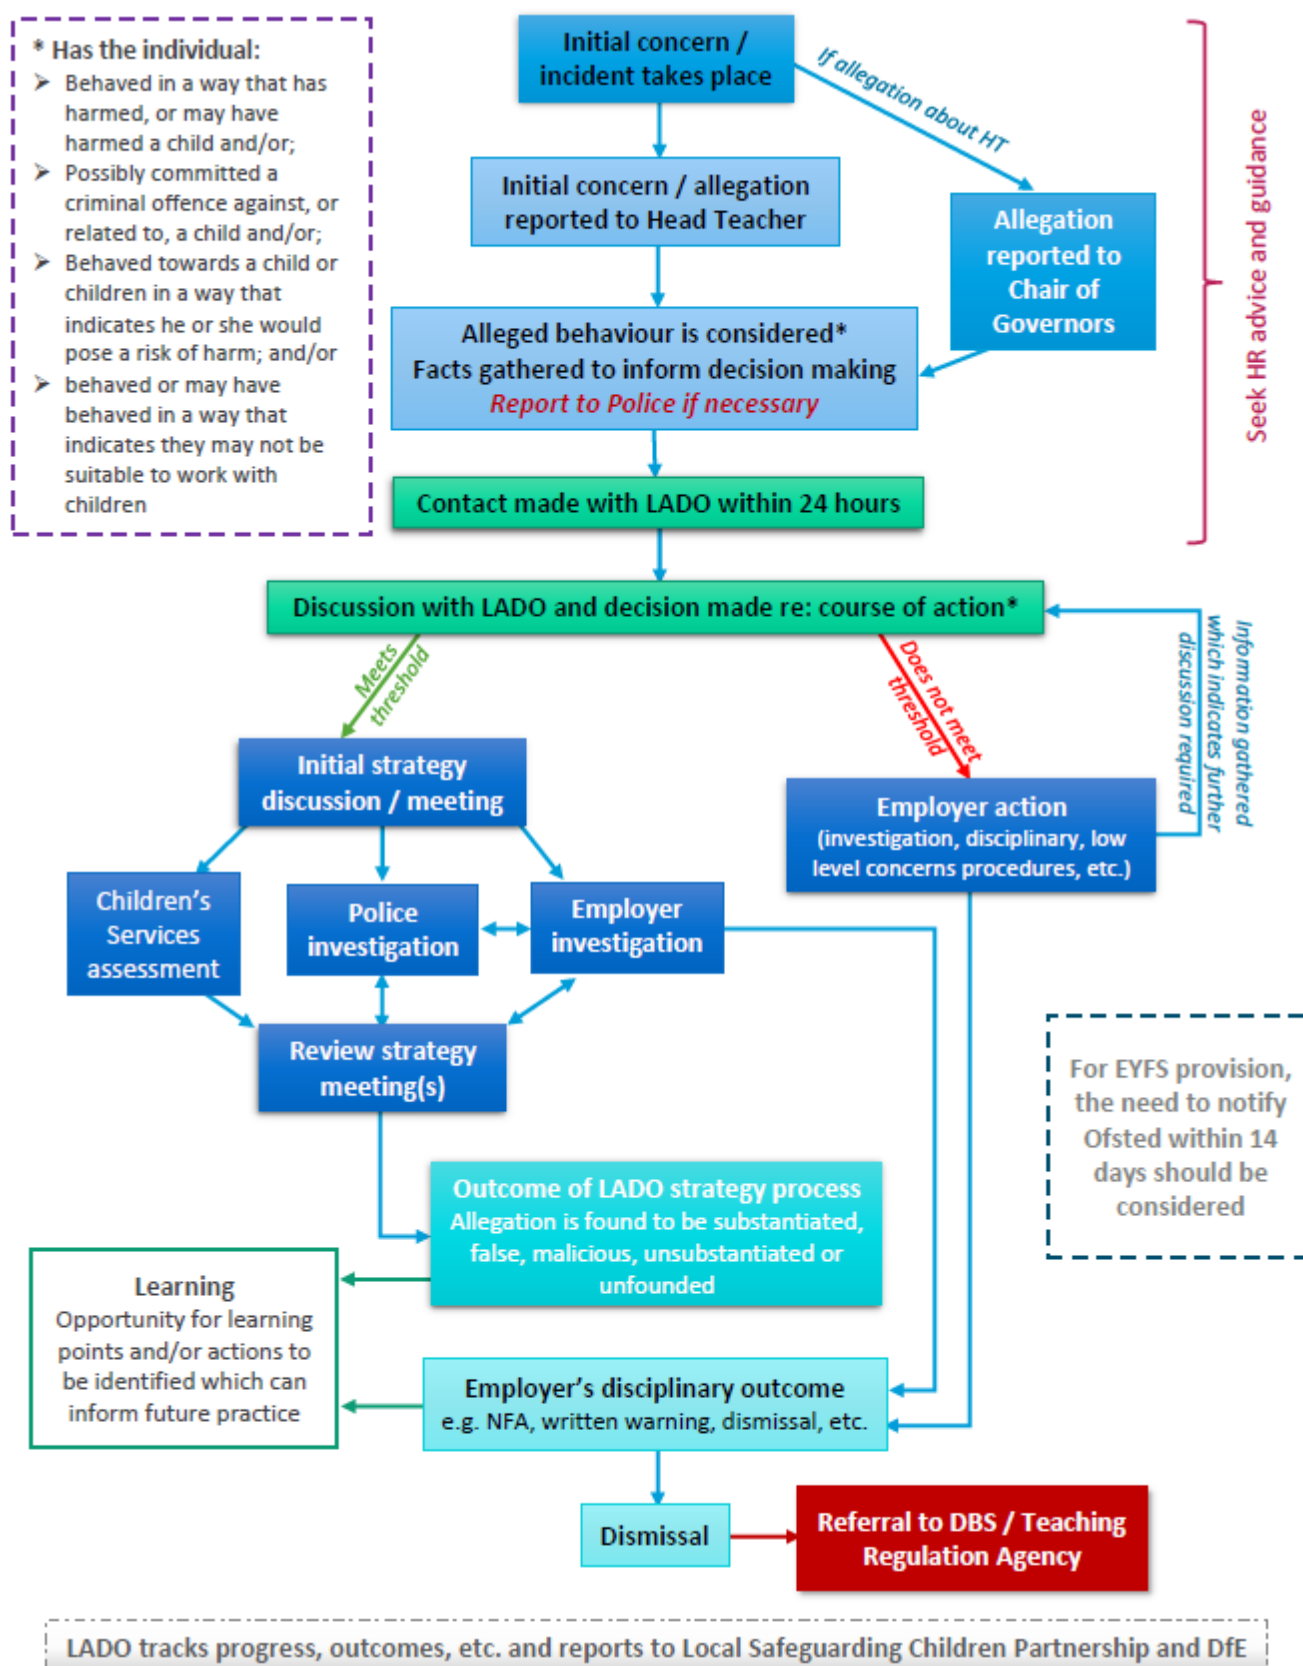 * Has the individual:
➤ Behaved in a way that has
harmed, or may have
harmed a child and/or;
➤ Possibly committed a
criminal offence against, or
related to, a child and/or;
➤ Behaved towards a child or
children in a way that
indicates he or she would
pose a risk of harm; and/or
➤ behaved or may have
behaved in a way that
indicates they may not be
suitable to work with
children
Initial concern /
incident takes place
If allegation about HT
Initial concern / allegation
reported to Head Teacher
Allegation
reported to
Chair of
Governors
Seek HR advice and guidance
Alleged behaviour is considered*
Facts gathered to inform decision making
Report to Police if necessary
Contact made with LADO within 24 hours
Discussion with LADO and decision made re: course of action*
Meets
threshold
Does not meet
threshold
Information gathered
which indicates further
discussion required
Initial strategy
discussion / meeting
Employer action
(investigation, disciplinary, low
level concerns procedures, etc.)
Children's
Services
assessment
Police
investigation
Employer
investigation
Review strategy
meeting(s)
For EYFS provision,
the need to notify
Ofsted within 14
days should be
considered
Outcome of LADO strategy process
Allegation is found to be substantiated,
false, malicious, unsubstantiated or
unfounded
Learning
Opportunity for learning
points and/or actions to
be identified which can
inform future practice
Employer's disciplinary outcome
e.g. NFA, written warning, dismissal, etc.
Dismissal
Referral to DBS / Teaching
Regulation Agency
LADO tracks progress, outcomes, etc. and reports to Local Safeguarding Children Partnership and DfE